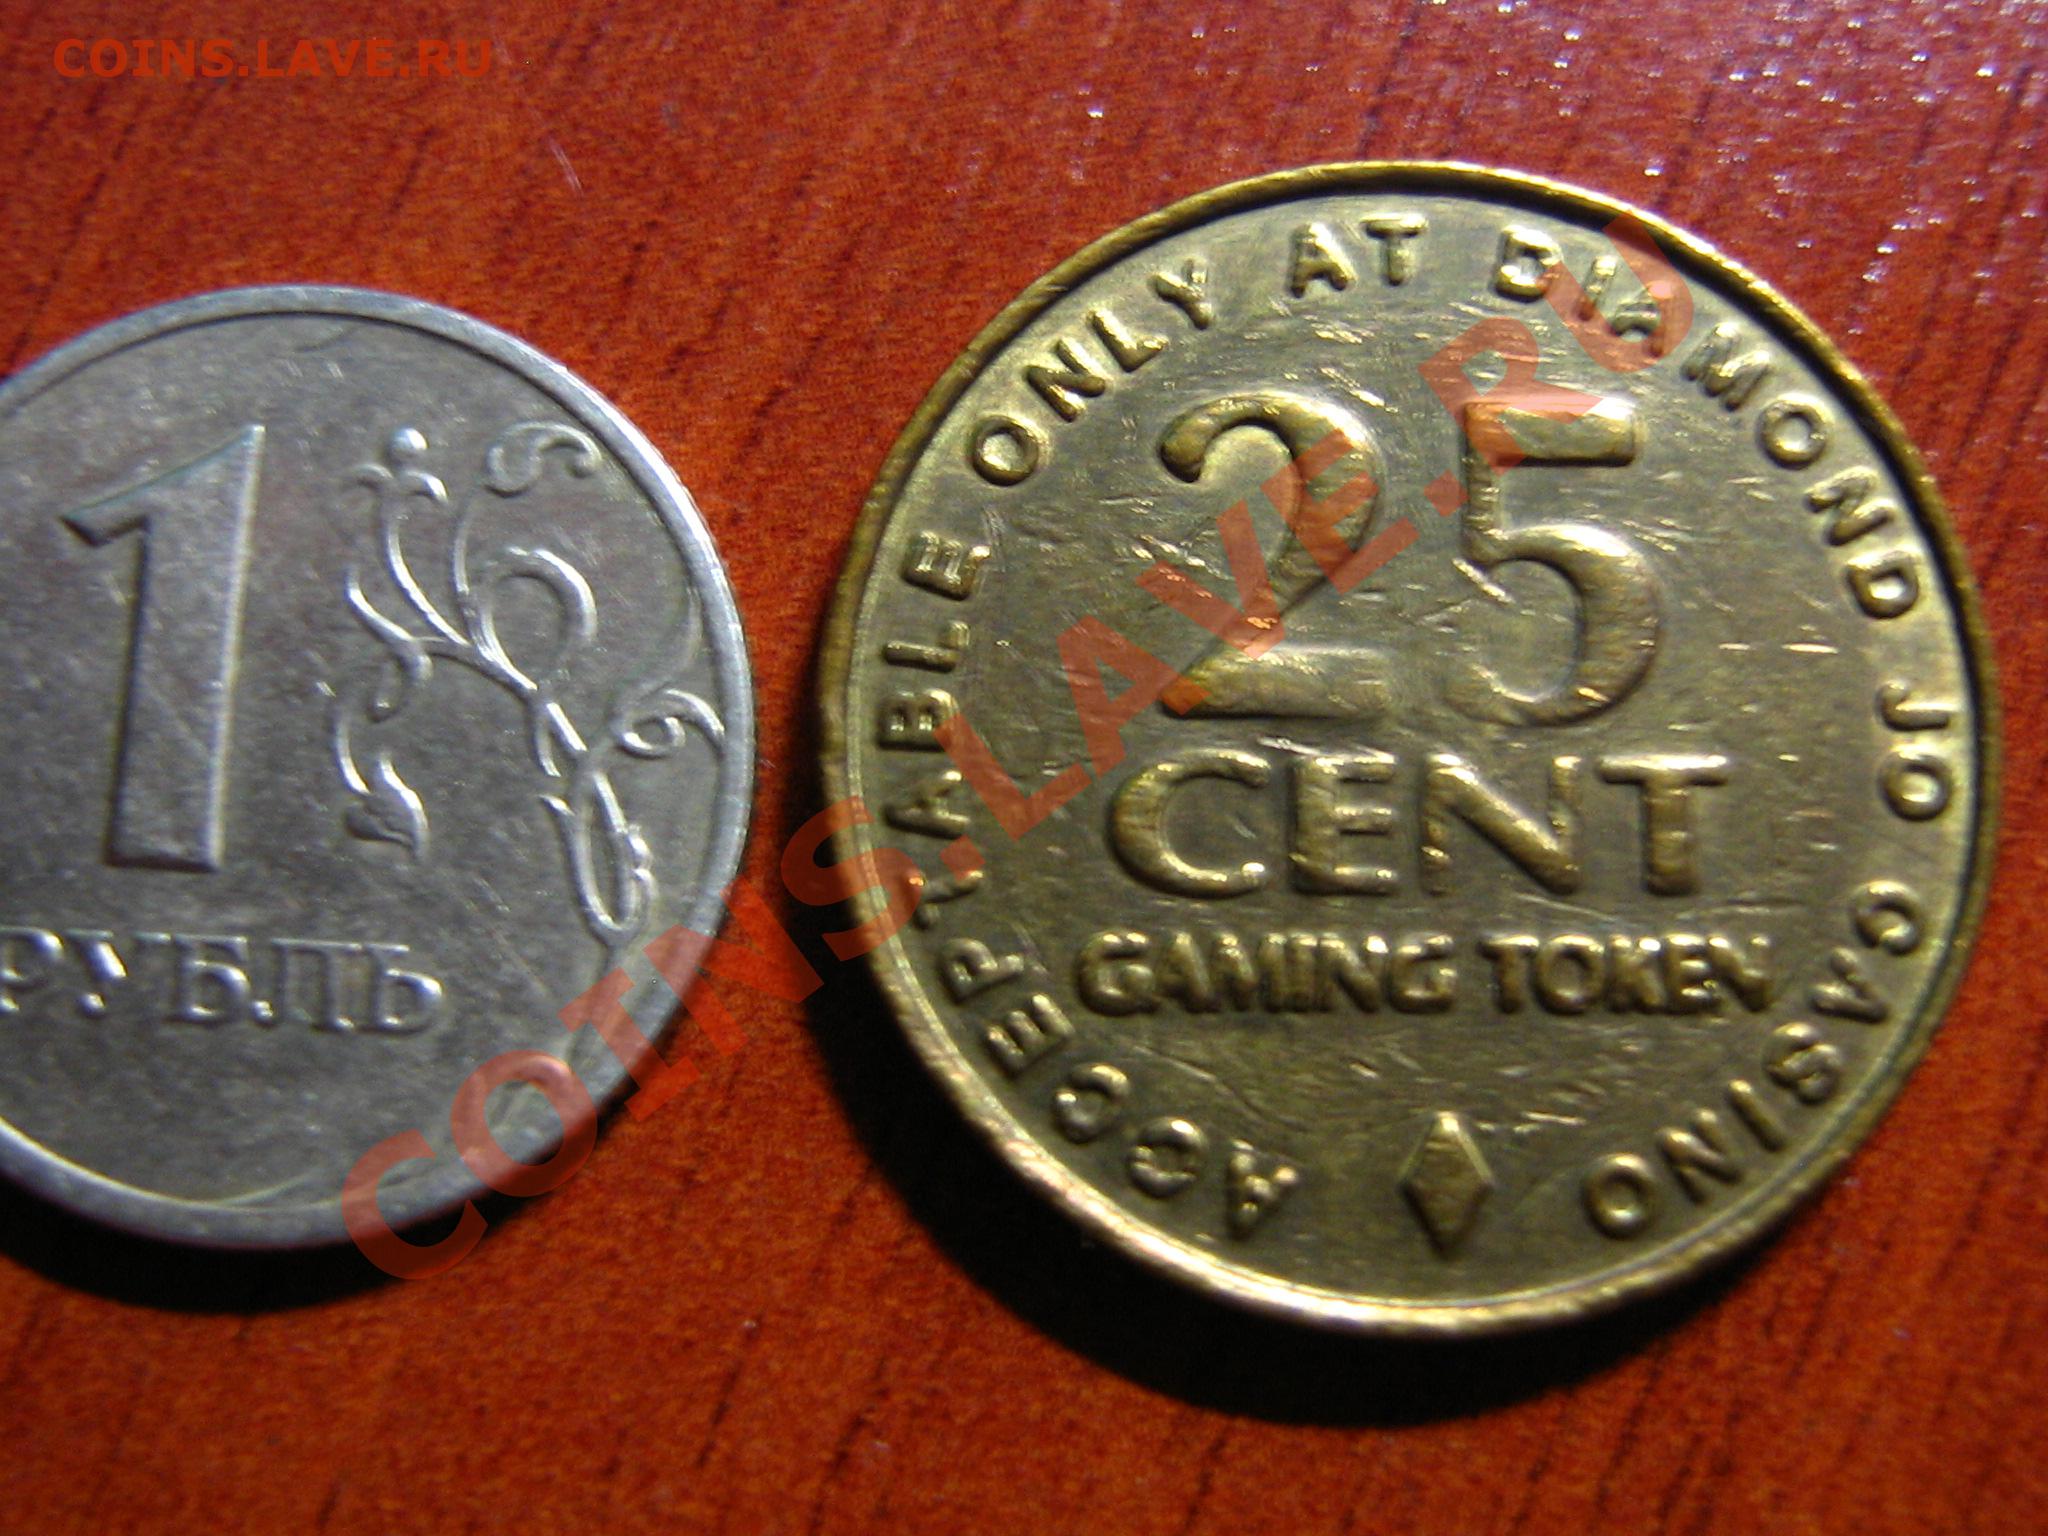 COINS.LAVE.RU
1
РУБЛЬ
ACCEPTABLE ONLY AT DIAMOND JO CASINO
25
CENT
GAMING TOKEN
COINS.LAVE.RU